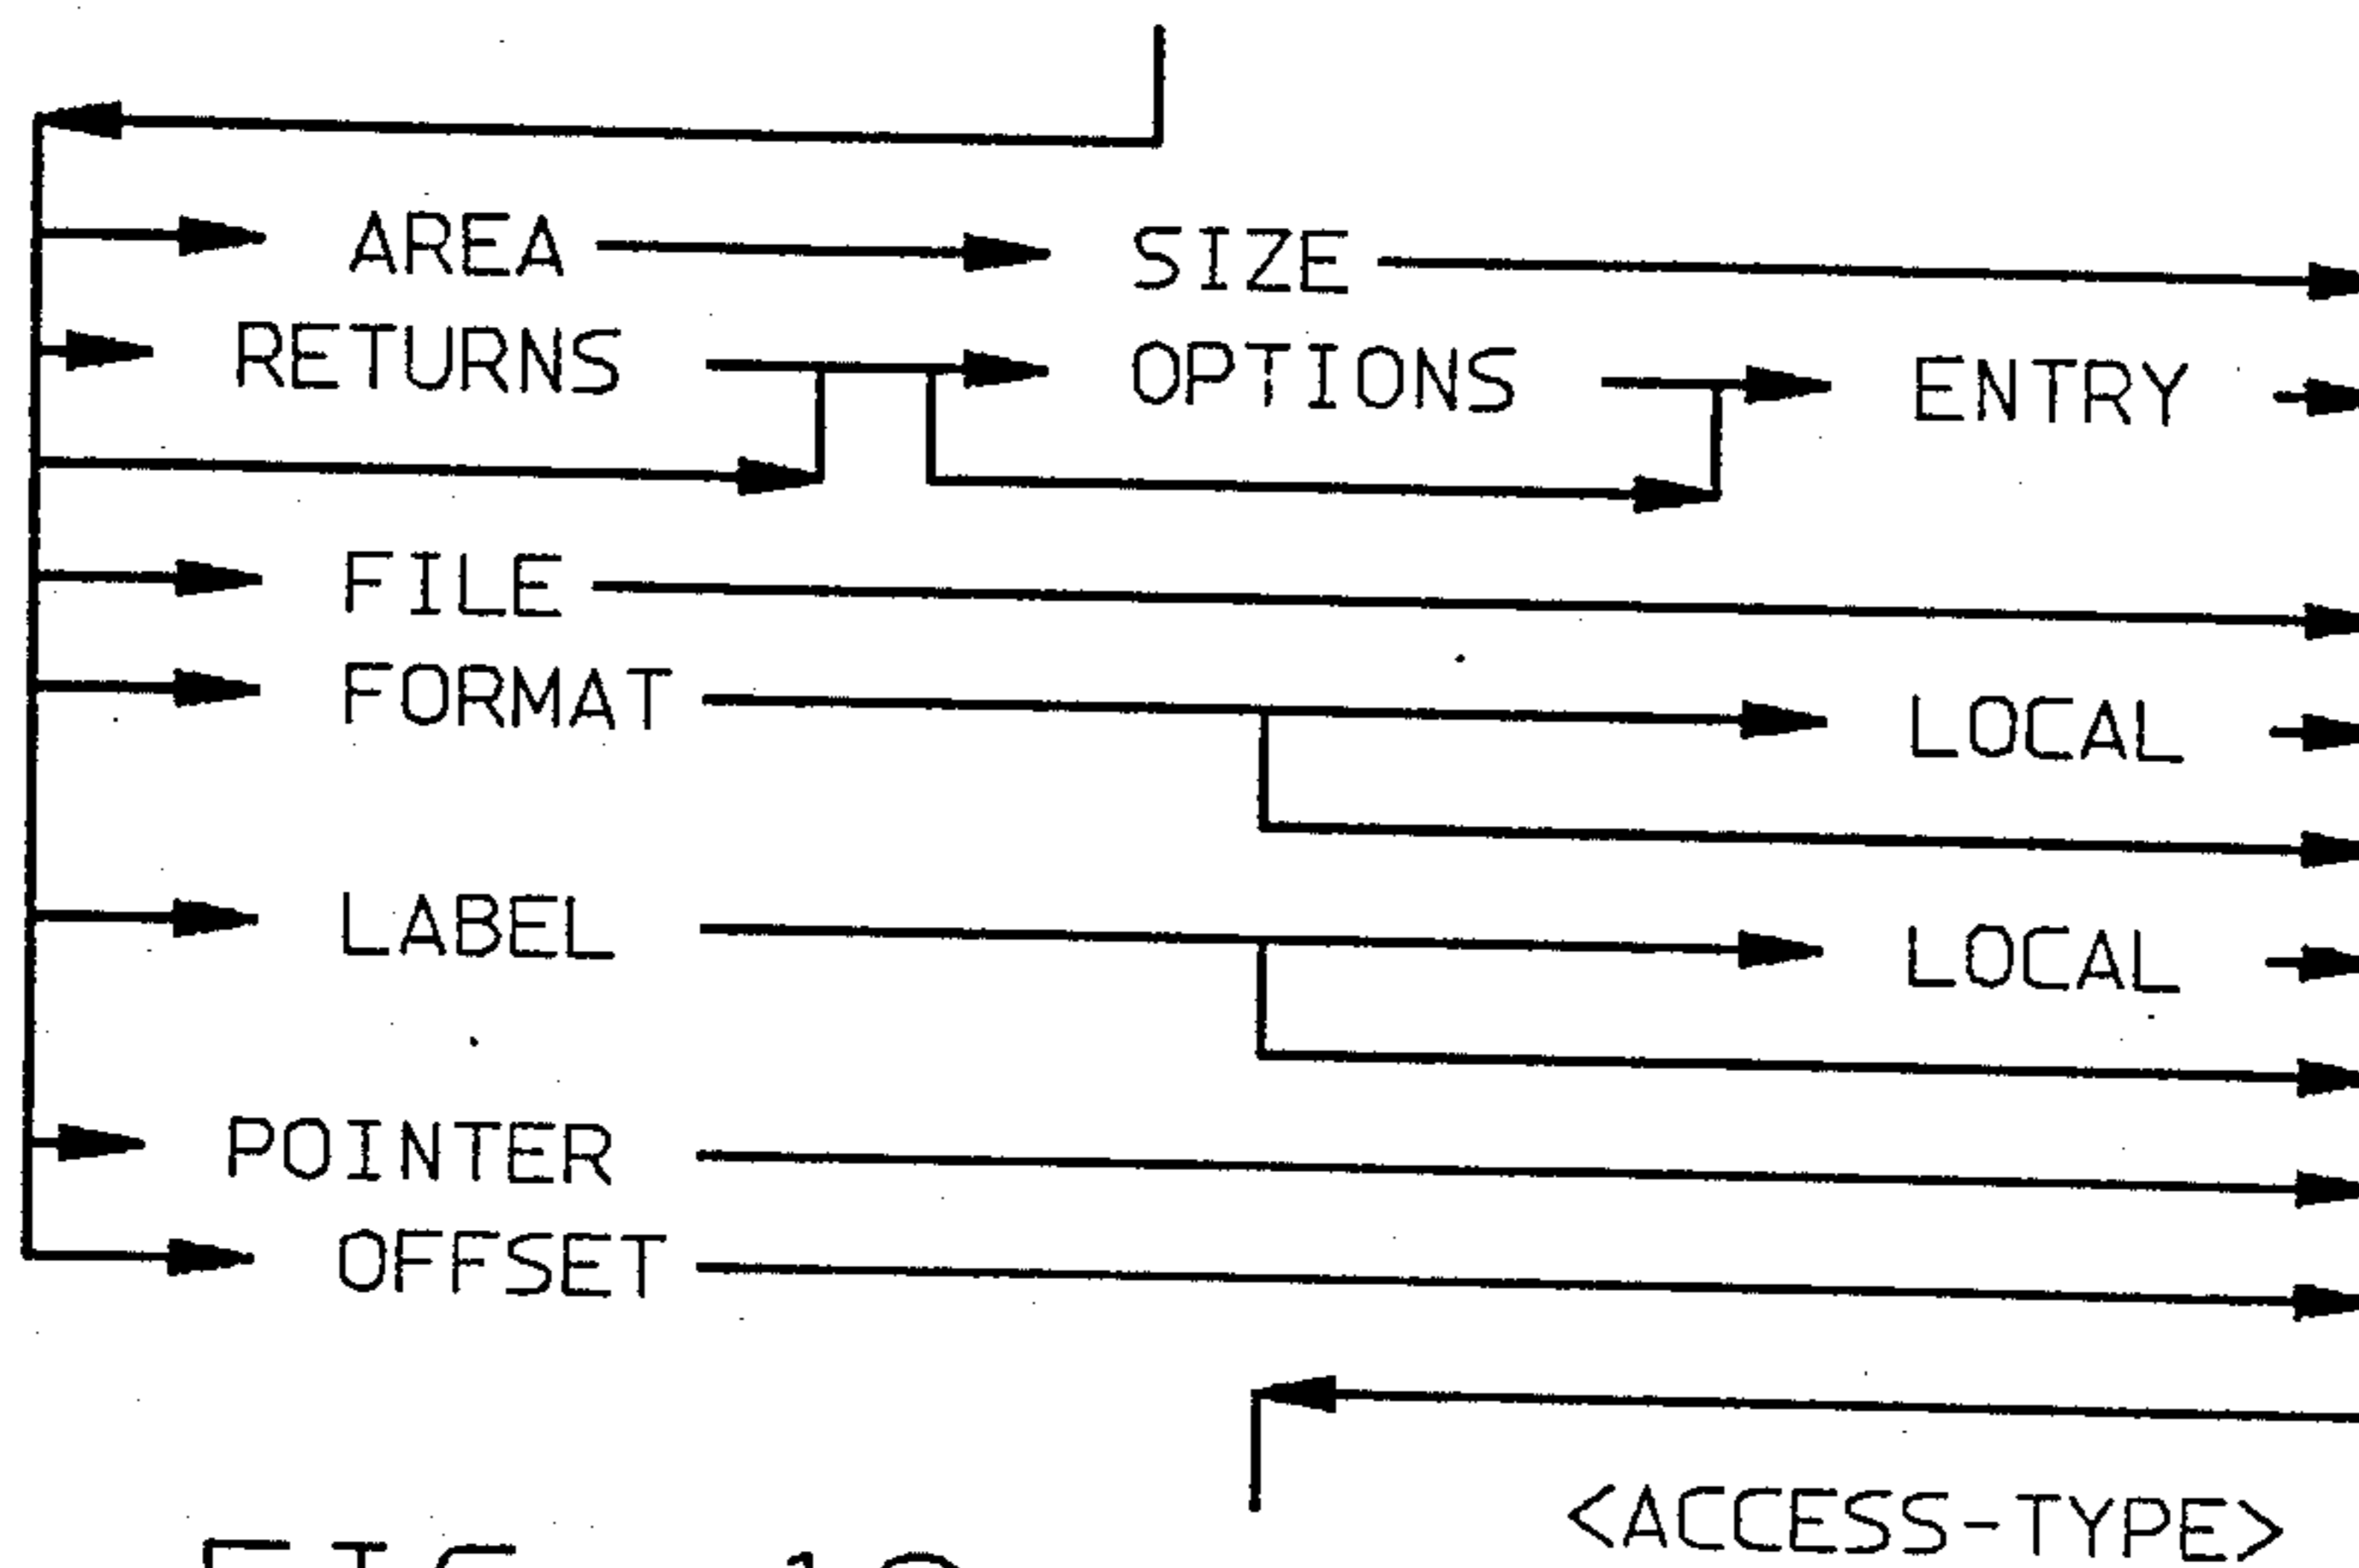 AREA SIZE
RETURNS OPTIONS ENTRY
FILE
FORMAT LOCAL
LABEL LOCAL
POINTER
OFFSET
<ACCESS-TYPE>